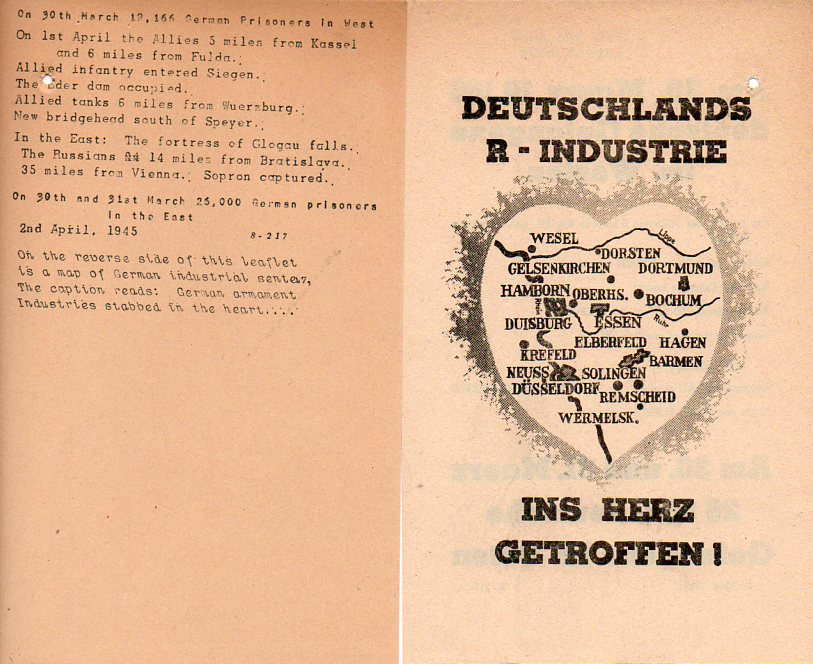 On 30th March 19,166 German Prisoners in West
On 1st April the Allies 5 miles from Kassel
and 6 miles from Fulda.
Allied infantry entered Siegen.
The Eder dam occupied.
Allied tanks 6 miles from Wuerzburg.
New bridgehead south of Speyer.
In the East: The fortress of Glogau falls.
The Russians 14 miles from Bratislava.
35 miles from Vienna. Sopron captured.
On 30th and 31st March 26,000 German prisoners
in the East
2nd April, 1945
8-217
On the reverse side of this leaflet
is a map of German industrial center,
The caption reads: German armament
Industries stabbed in the heart....
DEUTSCHLANDS
R - INDUSTRIE
WESEL
Lippe
DORSTEN
GELSENKIRCHEN DORTMUND
HAMBORN OBERHS. BOCHUM
DUISBURG ESSEN Ruhr
ELBERFELD HAGEN
KREFELD BARMEN
NEUSS SOLINGEN
DÜSSELDORF REMSCHEID
WERMELSK.
INS HERZ
GETROFFEN!